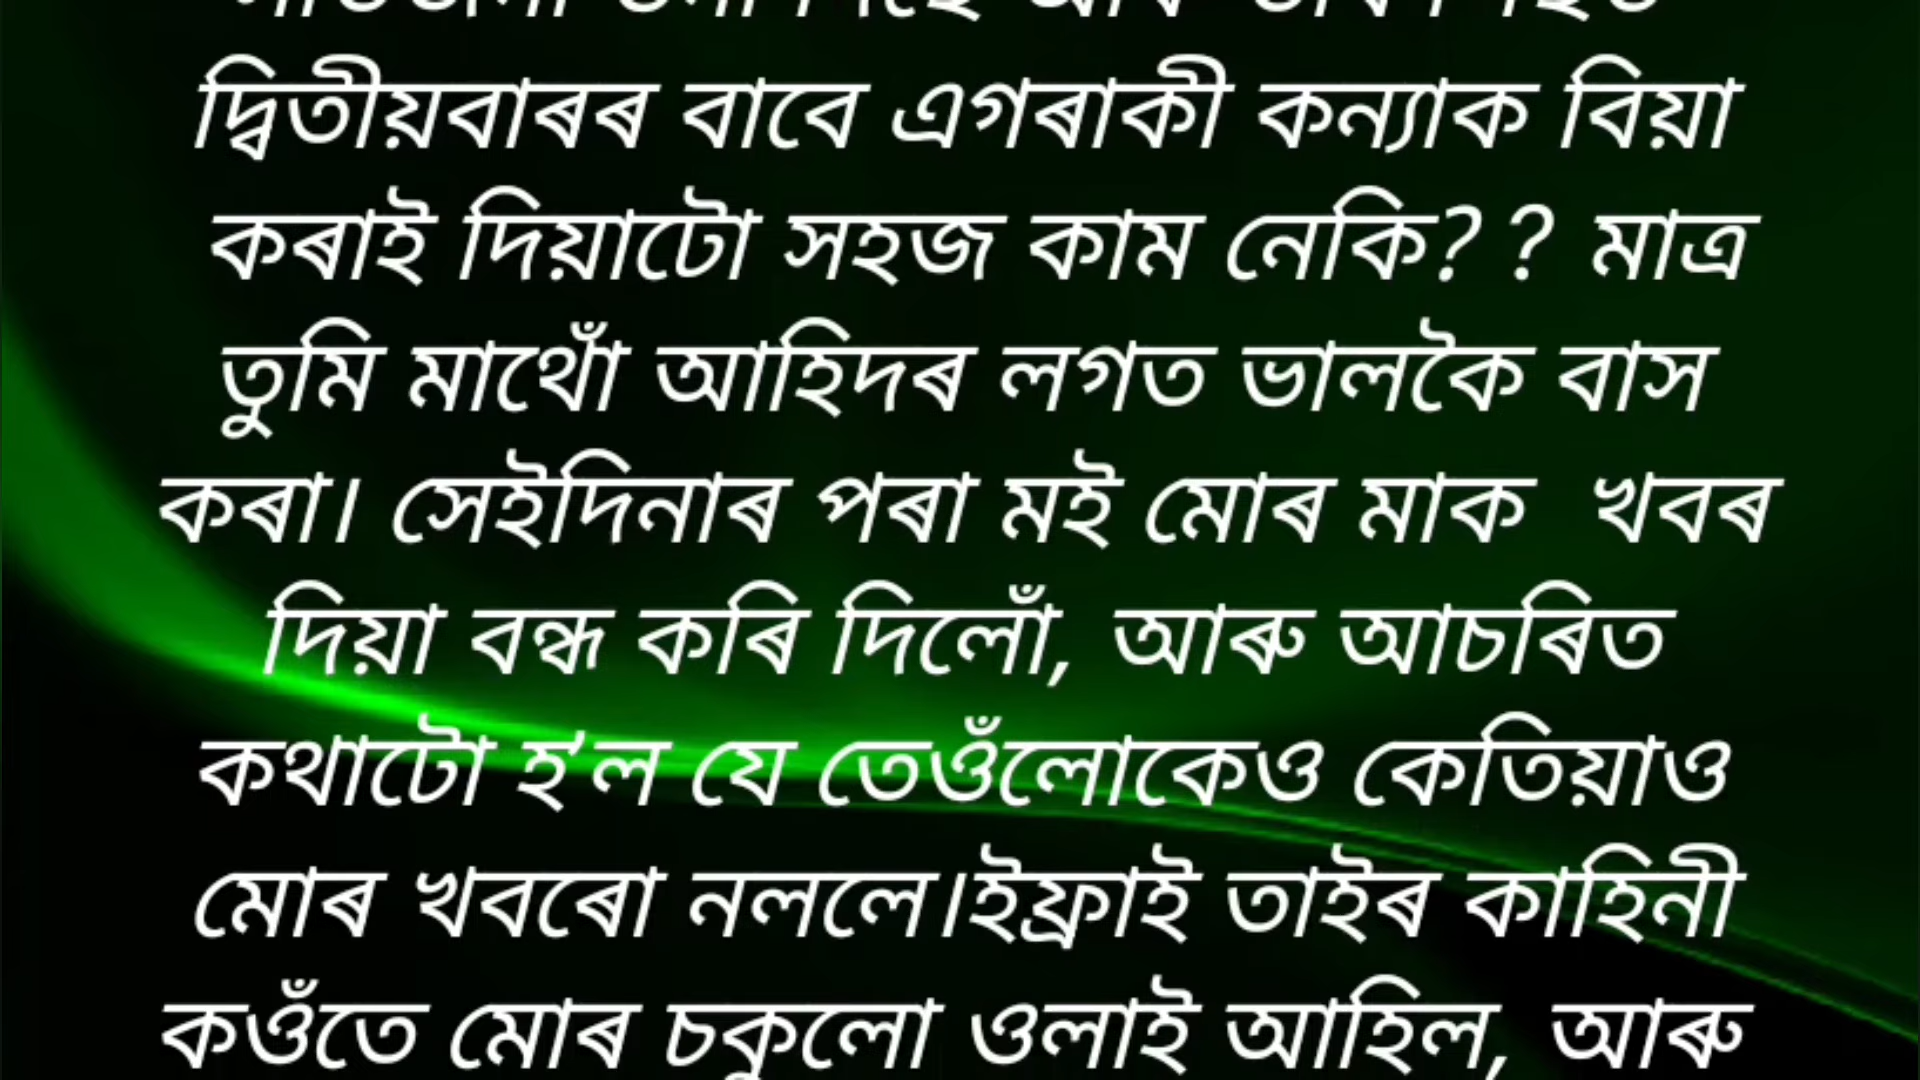 দ্বিতীয়বাৰৰ বাবে এগৰাকী কন্যাক বিয়া
কৰাই দিয়াটো সহজ কাম নেকি? ? মাত্ৰ
তুমি মাথোঁ আহিদৰ লগত ভালকৈ বাস
কৰা। সেইদিনাৰ পৰা মই মোৰ মাক খবৰ
দিয়া বন্ধ কৰি দিলোঁ, আৰু আচৰিত
কথাটো হ'ল যে তেওঁলোকেও কেতিয়াও
মোৰ খবৰো নললে।ইফ্ৰাই তাইৰ কাহিনী
কওঁতে মোৰ চকুলো ওলাই আহিল, আৰু